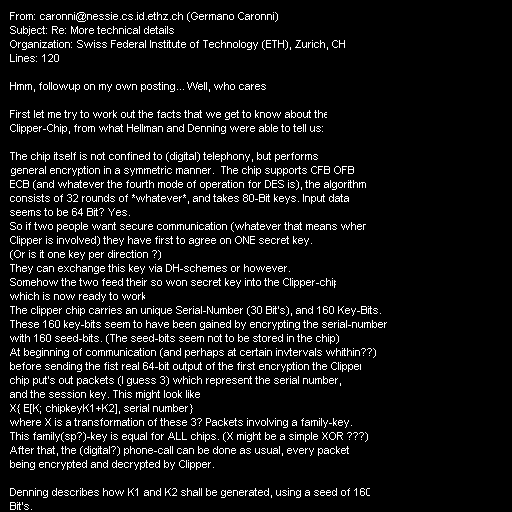 From: caronni@nessie.cs.id.ethz.ch (Germano Caronni)
Subject: Re: More technical details
Organization: Swiss Federal Institute of Technology (ETH), Zurich, CH
Lines: 120

Hmm, followup on my own posting... Well, who cares

First let me try to work out the facts that we get to know about the
Clipper-Chip, from what Hellman and Denning were able to tell us:

The chip itself is not confined to (digital) telephony, but performs
general encryption in a symmetric manner.  The chip supports CFB OFB
ECB (and whatever the fourth mode of operation for DES is), the algorithm
consists of 32 rounds of *whatever*, and takes 80-Bit keys. Input data
seems to be 64 Bit? Yes.
So if two people want secure communication (whatever that means when
Clipper is involved) they have first to agree on ONE secret key.
(Or is it one key per direction ?)
They can exchange this key via DH-schemes or however.
Somehow the two feed their so won secret key into the Clipper-chip
which is now ready to work
The clipper chip carries an unique Serial-Number (30 Bit's), and 160 Key-Bits.
These 160 key-bits seem to have been gained by encrypting the serial-number
with 160 seed-bits. (The seed-bits seem not to be stored in the chip)
At beginning of communication (and perhaps at certain invtervals whithin??)
before sending the fist real 64-bit output of the first encryption the Clipper
chip put's out packets (I guess 3) which represent the serial number,
and the session key. This might look like
X{ E[K; chipkeyK1+K2], serial number}
where X is a transformation of these 3? Packets involving a family-key.
This family(sp?)-key is equal for ALL chips. (X might be a simple XOR ???)
After that, the (digital?) phone-call can be done as usual, every packet
being encrypted and decrypted by Clipper.

Denning describes how K1 and K2 shall be generated, using a seed of 160
Bit's.